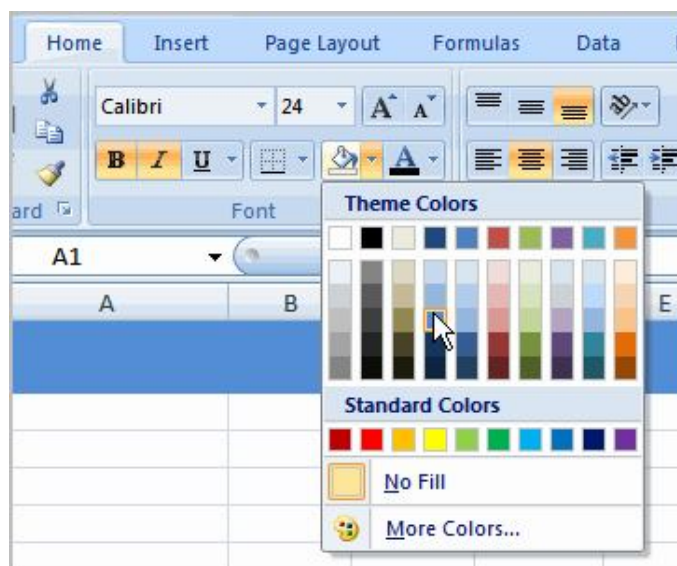 Home Insert Page Layout Formulas Data
Calibri 24 A A
B I U A
ard Font
Theme Colors
A1
A B E
Standard Colors
No Fill
More Colors...